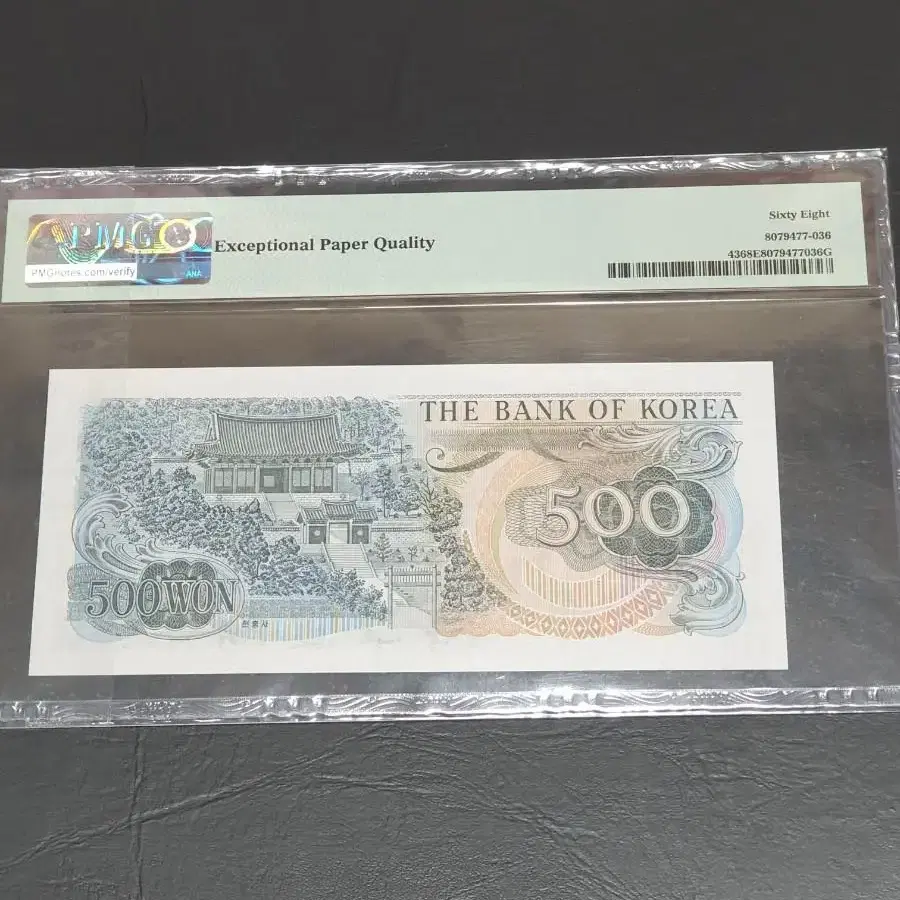 PMG
PMGnotes.com/verify
ANA
Exceptional Paper Quality
Sixty Eight
8079477-036
4368E8079477036G
THE BANK OF KOREA
500
500 WON
현충사